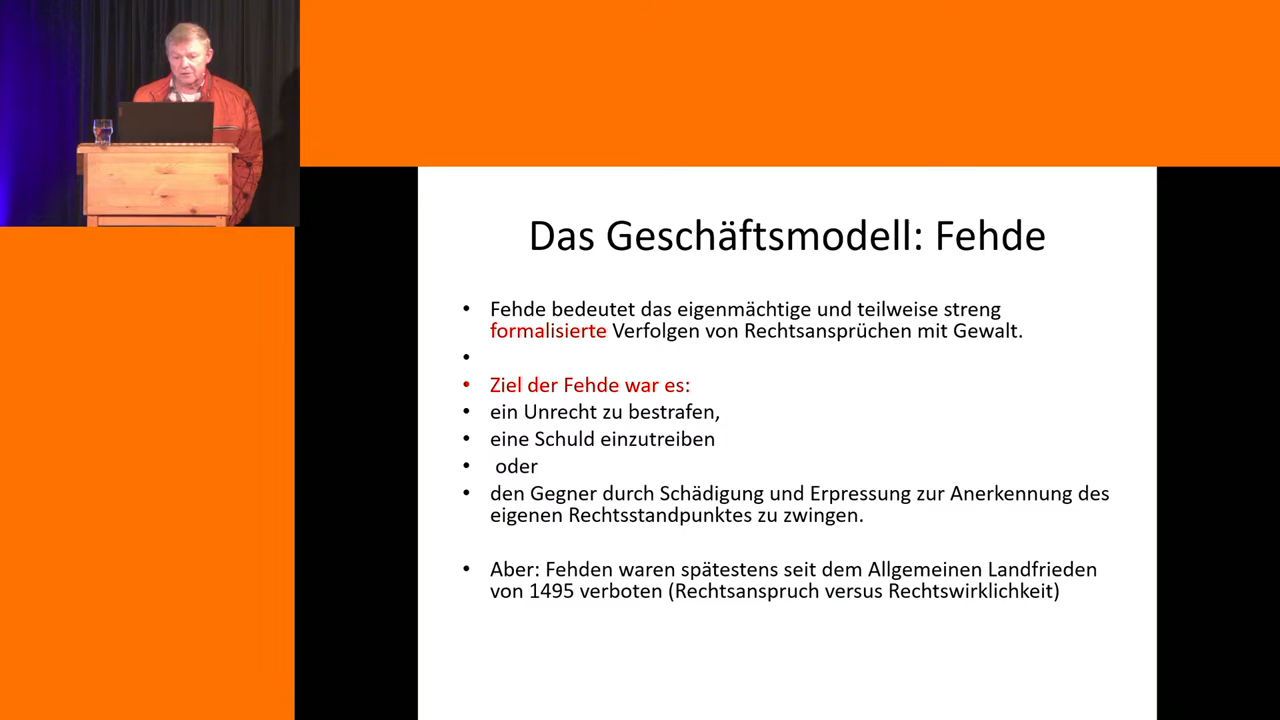 Das Geschäftsmodell: Fehde
• Fehde bedeutet das eigenmächtige und teilweise streng
formalisierte Verfolgen von Rechtsansprüchen mit Gewalt.
•
• Ziel der Fehde war es:
• ein Unrecht zu bestrafen,
• eine Schuld einzutreiben
• oder
• den Gegner durch Schädigung und Erpressung zur Anerkennung des
eigenen Rechtsstandpunktes zu zwingen.
• Aber: Fehden waren spätestens seit dem Allgemeinen Landfrieden
von 1495 verboten (Rechtsanspruch versus Rechtswirklichkeit)